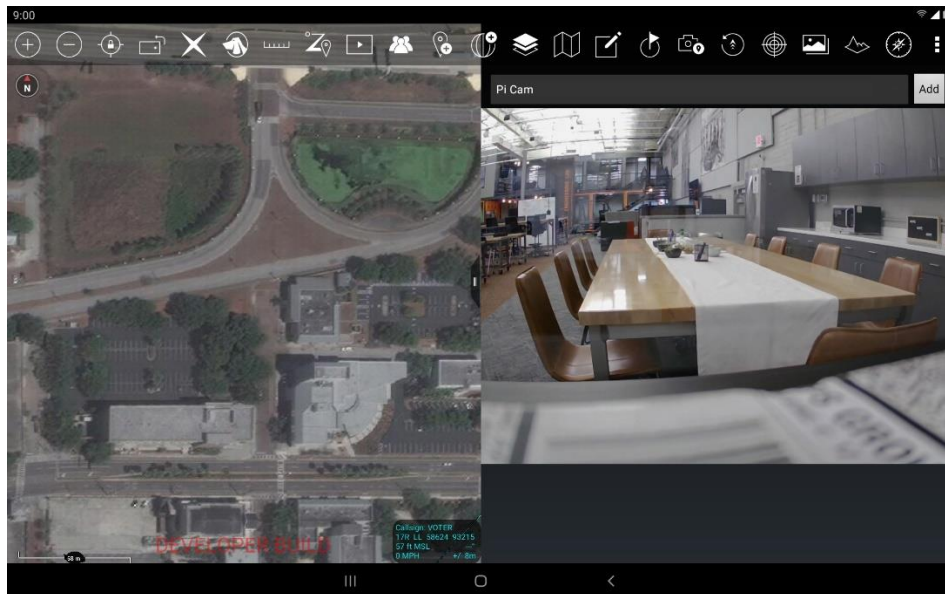 9:00
Pi Cam
Add
N
Callsign: VOTER
17R LL 58624 93215
57 ft MSL
0 MPH +/- 8m
58 m
DEVELOPER BUILD